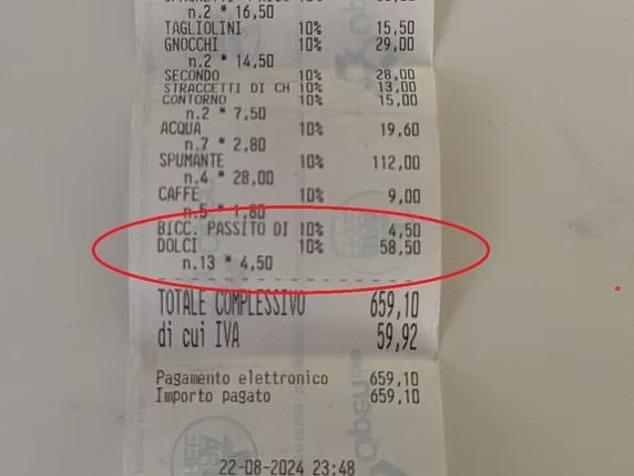 n.2 * 16,50
TAGLIOLINI 10% 15,50
GNOCCHI 10% 29,00
n.2 * 14,50
SECONDO 10% 28,00
STRACCETTI DI CH 10% 13,00
CONTORNO 10% 15,00
n.2 * 7,50
ACQUA 10% 19,60
n.7 * 2,80
SPUMANTE 10% 112,00
n.4 * 28,00
CAFFE 10% 9,00
n.5 * 1,80
BICC. PASSITO DI 10% 4,50
DOLCI 10% 58,50
n.13 * 4,50
TOTALE COMPLESSIVO 659,10
di cui IVA 59,92
Pagamento elettronico 659,10
Importo pagato 659,10
22-08-2024 23:48